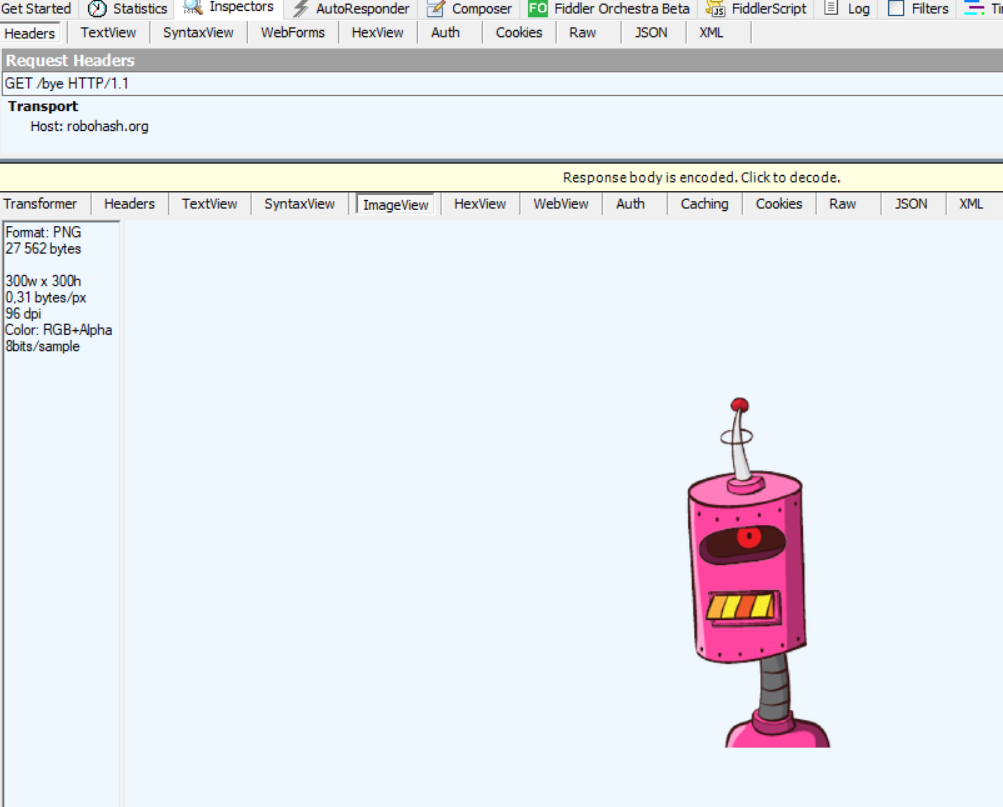 Get Started Statistics Inspectors AutoResponder Composer FO Fiddler Orchestra Beta JS FiddlerScript Log Filters
Headers TextView SyntaxView WebForms HexView Auth Cookies Raw JSON XML
Request Headers
GET /bye HTTP/1.1
Transport
Host: robohash.org
Response body is encoded. Click to decode.
Transformer Headers TextView SyntaxView ImageView HexView WebView Auth Caching Cookies Raw JSON XML
Format: PNG
27 562 bytes
300w x 300h
0,31 bytes/px
96 dpi
Color: RGB+Alpha
8bits/sample